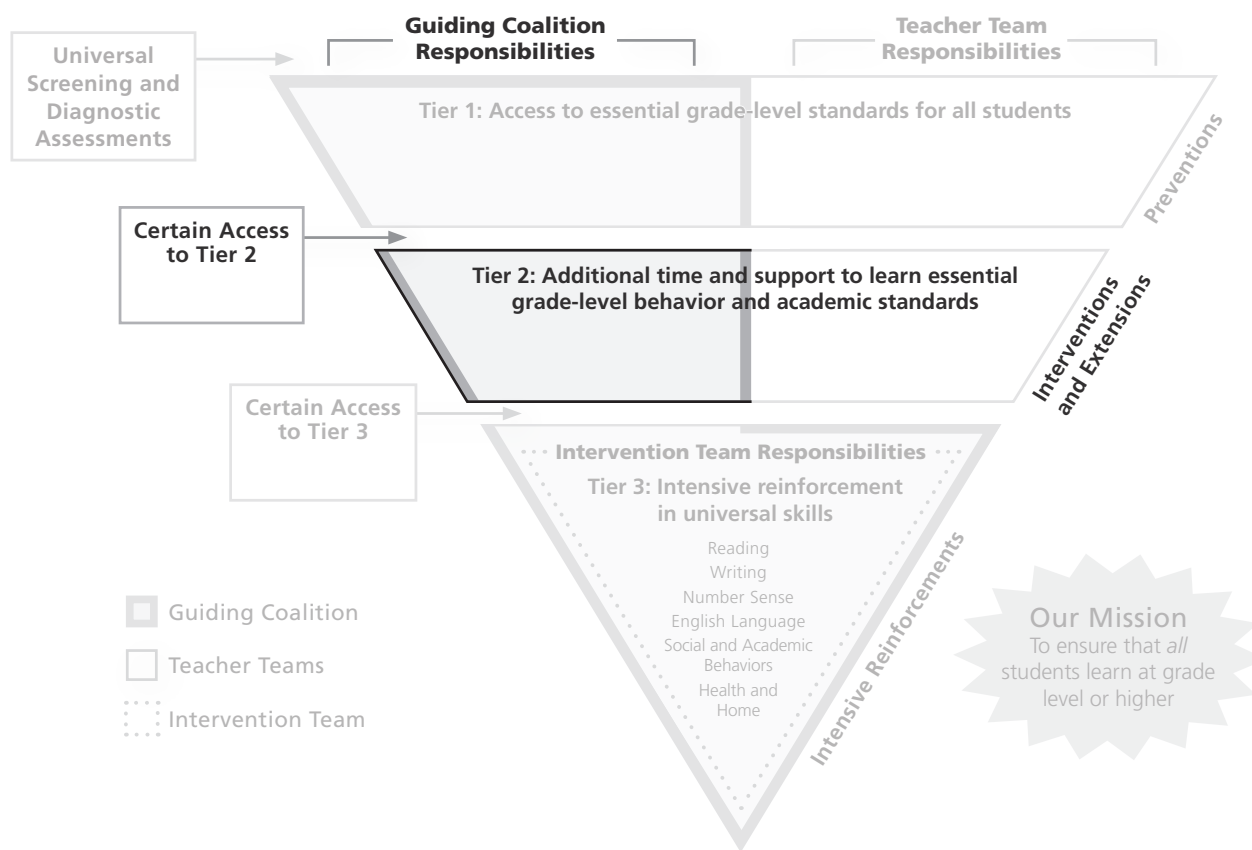 Guiding Coalition
Responsibilities
Teacher Team
Responsibilities
Universal
Screening and
Diagnostic
Assessments
Tier 1: Access to essential grade-level standards for all students
Preventions
Certain Access
to Tier 2
Tier 2: Additional time and support to learn essential
grade-level behavior and academic standards
Interventions
and Extensions
Certain Access
to Tier 3
Intervention Team Responsibilities
Tier 3: Intensive reinforcement
in universal skills
Reading
Writing
Number Sense
English Language
Social and Academic
Behaviors
Health and
Home
Intensive Reinforcements
Guiding Coalition
Teacher Teams
Intervention Team
Our Mission
To ensure that all
students learn at grade
level or higher